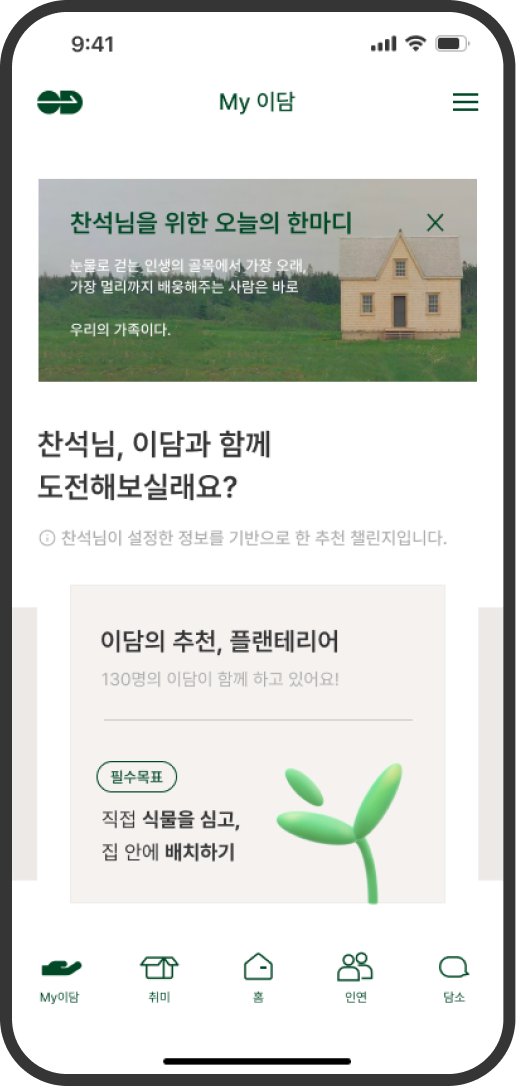 9:41
My 이담
찬석님을 위한 오늘의 한마디
눈물로 걷는 인생의 골목에서 가장 오래,
가장 멀리까지 배웅해주는 사람은 바로
우리의 가족이다.
찬석님, 이담과 함께
도전해보실래요?
찬석님이 설정한 정보를 기반으로 한 추천 챌린지입니다.
이담의 추천, 플랜테리어
130명의 이담이 함께 하고 있어요!
필수목표
직접 식물을 심고,
집 안에 배치하기
My이담
취미
홈
인연
담소